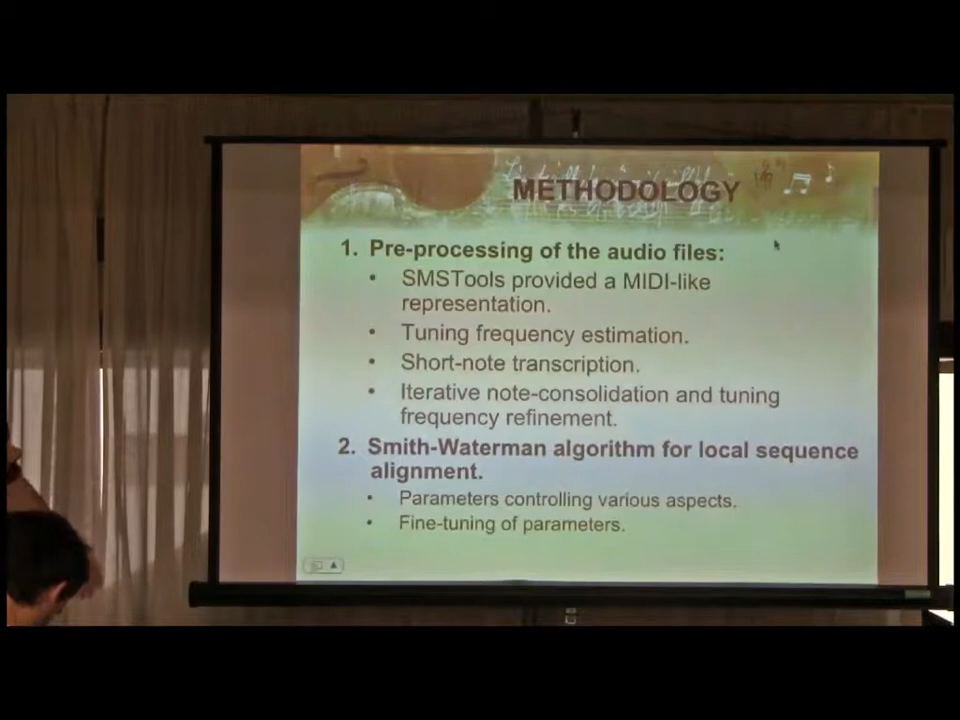 METHODOLOGY
1. Pre-processing of the audio files:
• SMSTools provided a MIDI-like
representation.
• Tuning frequency estimation.
• Short-note transcription.
• Iterative note-consolidation and tuning
frequency refinement.
2. Smith-Waterman algorithm for local sequence
alignment.
• Parameters controlling various aspects.
• Fine-tuning of parameters.